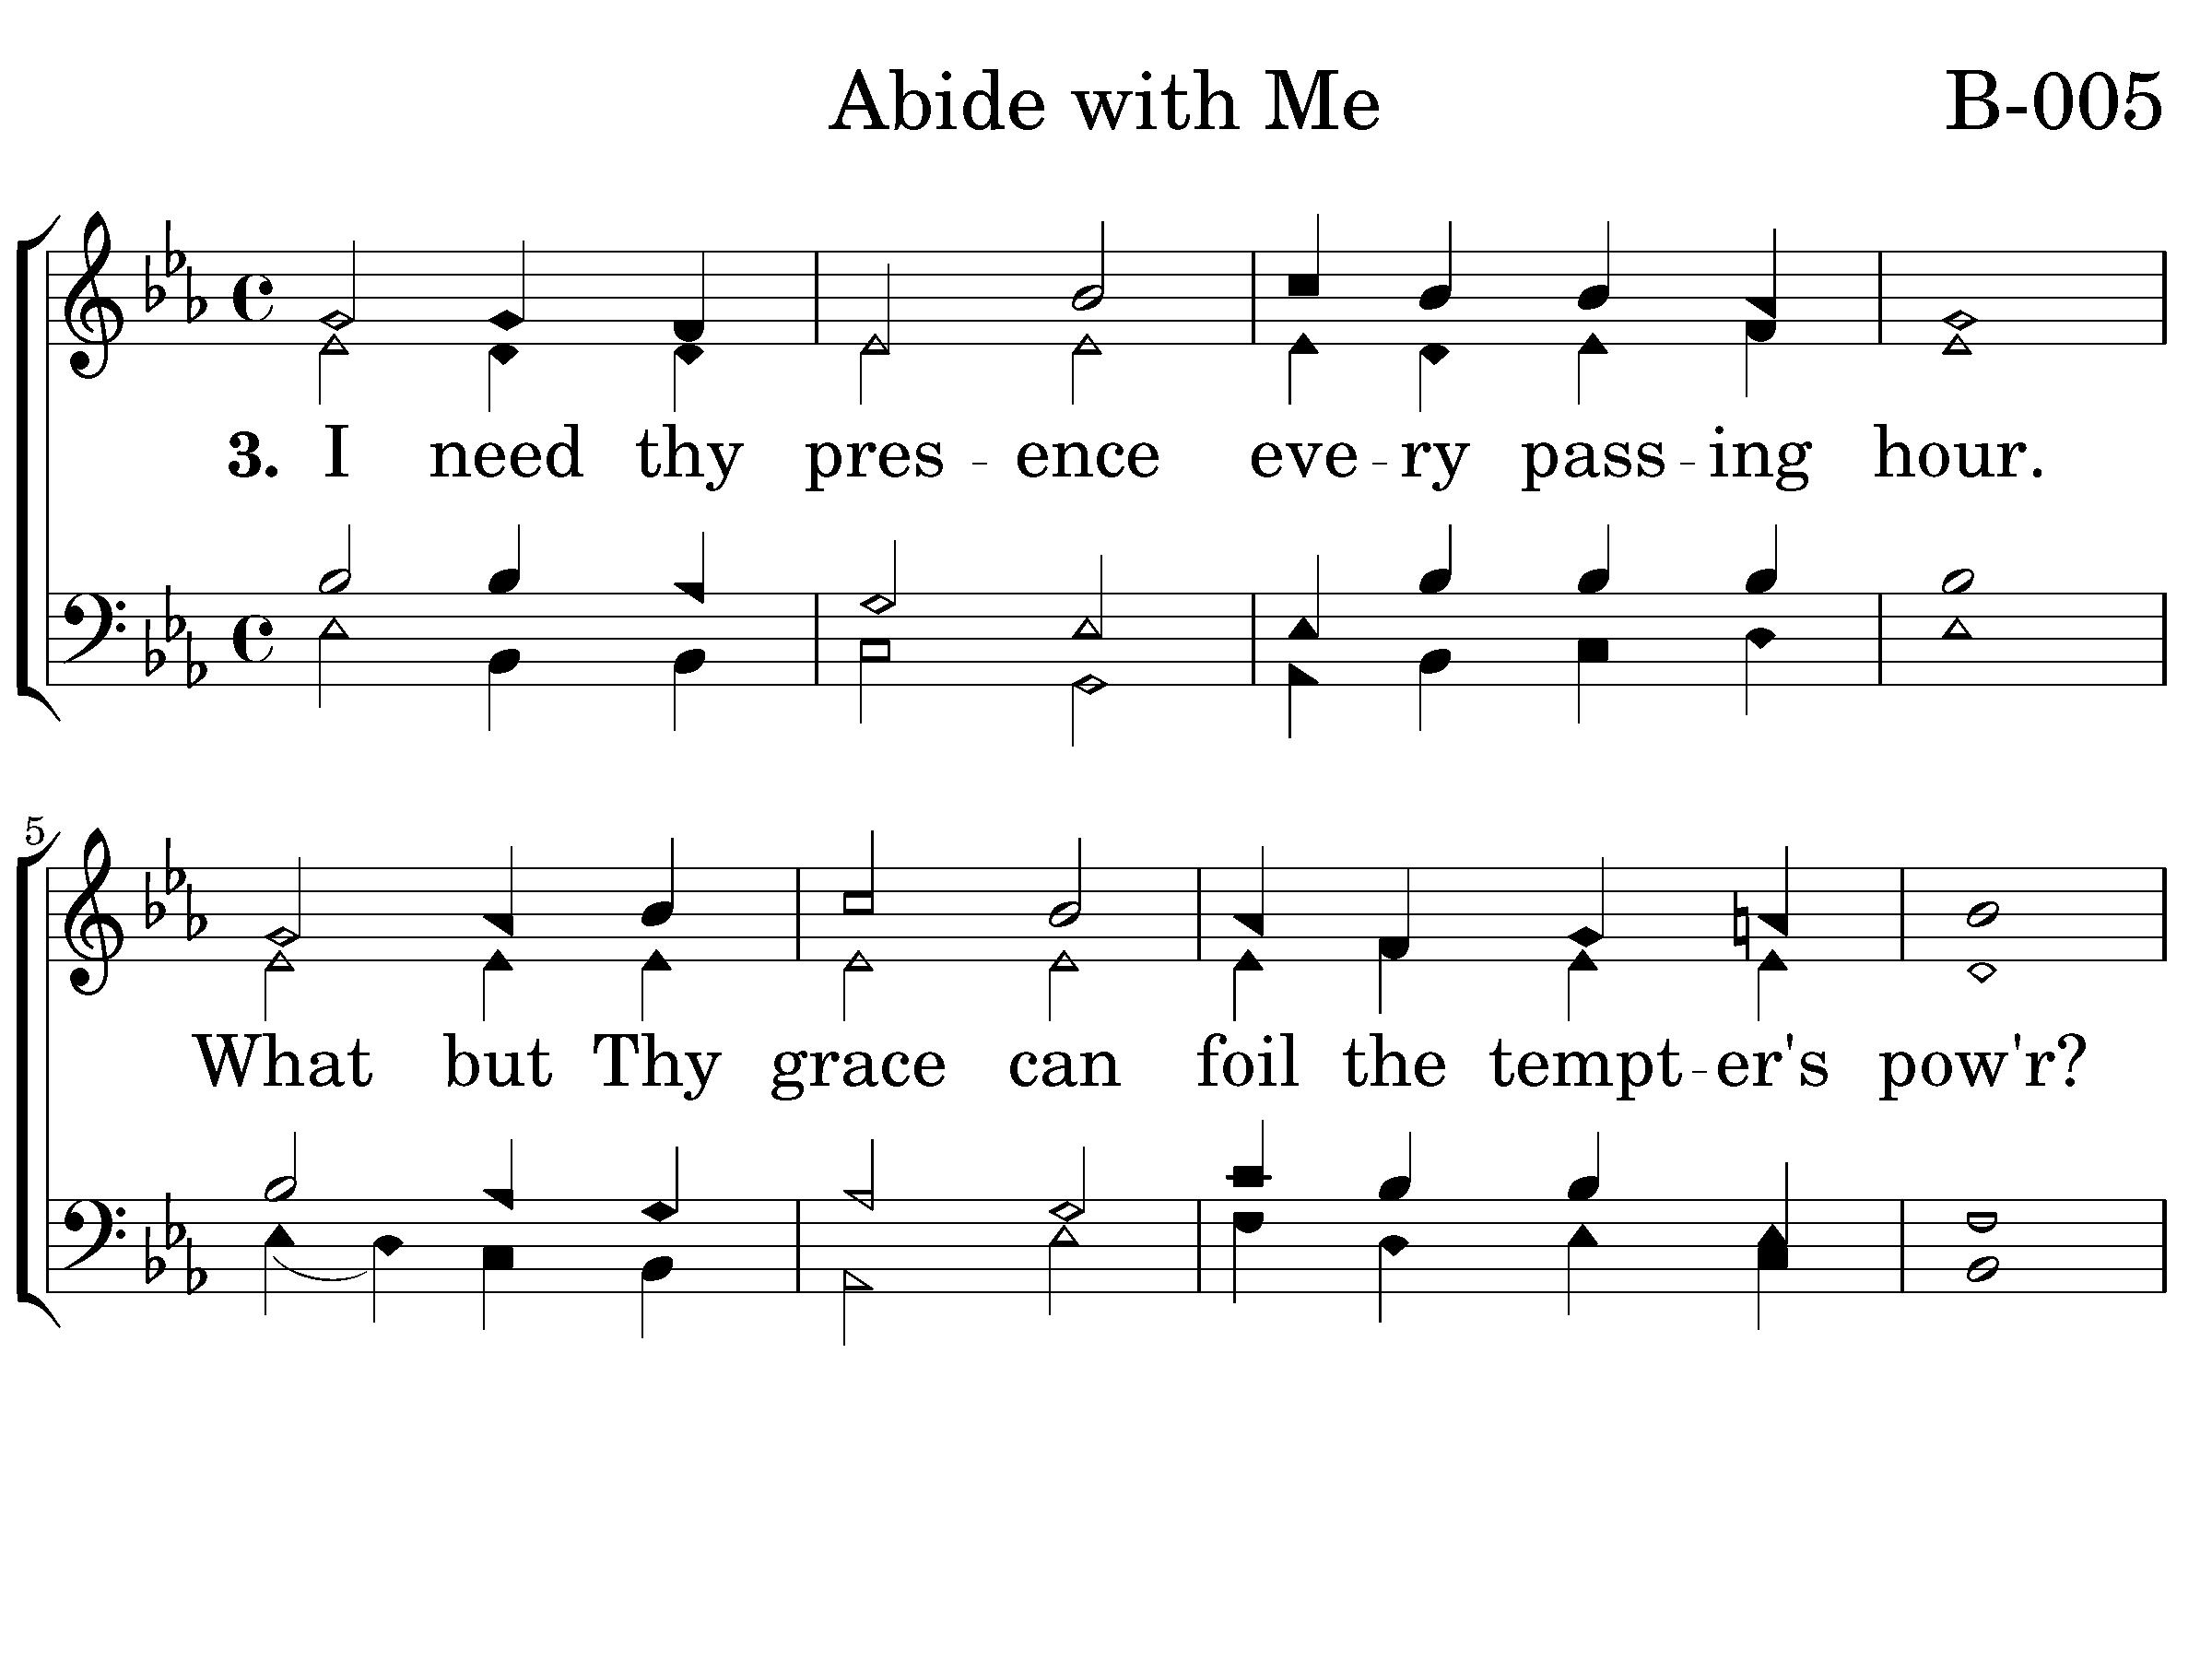 Abide with Me B-005
3. I need thy pres - ence eve - ry pass - ing hour.
5
What but Thy grace can foil the tempt - er's pow'r?